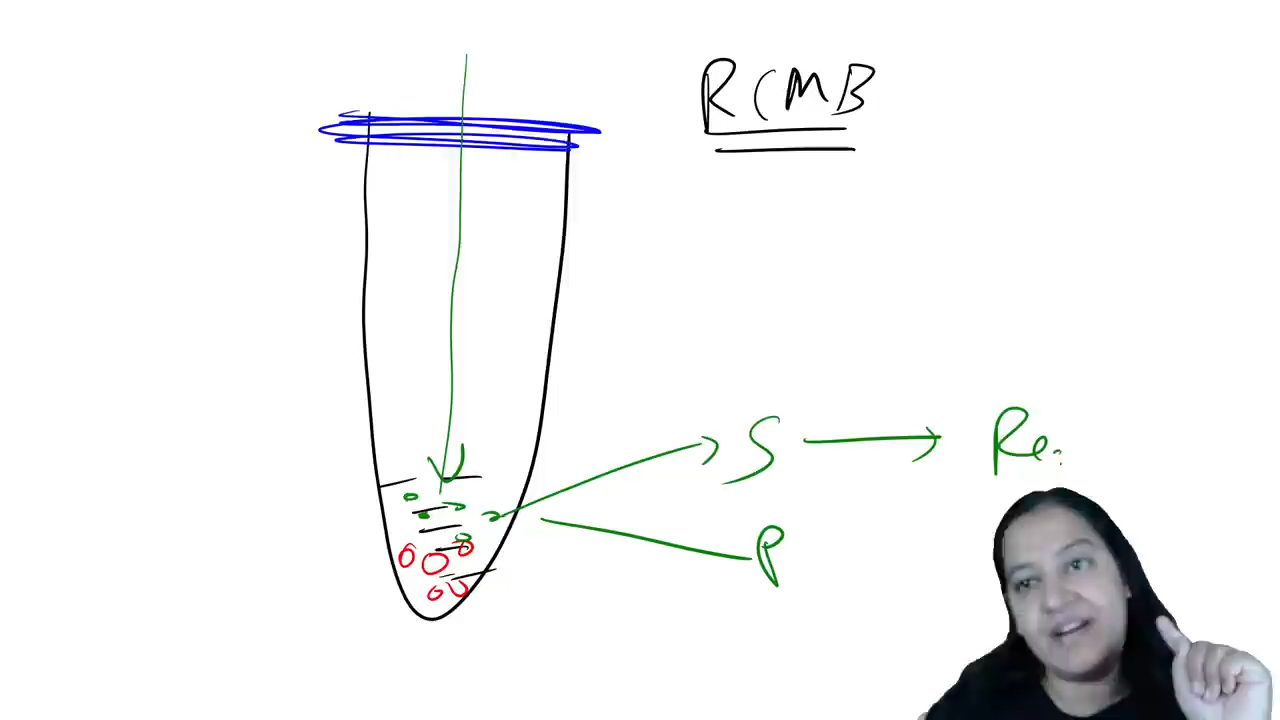 RCMB
S → Re
P